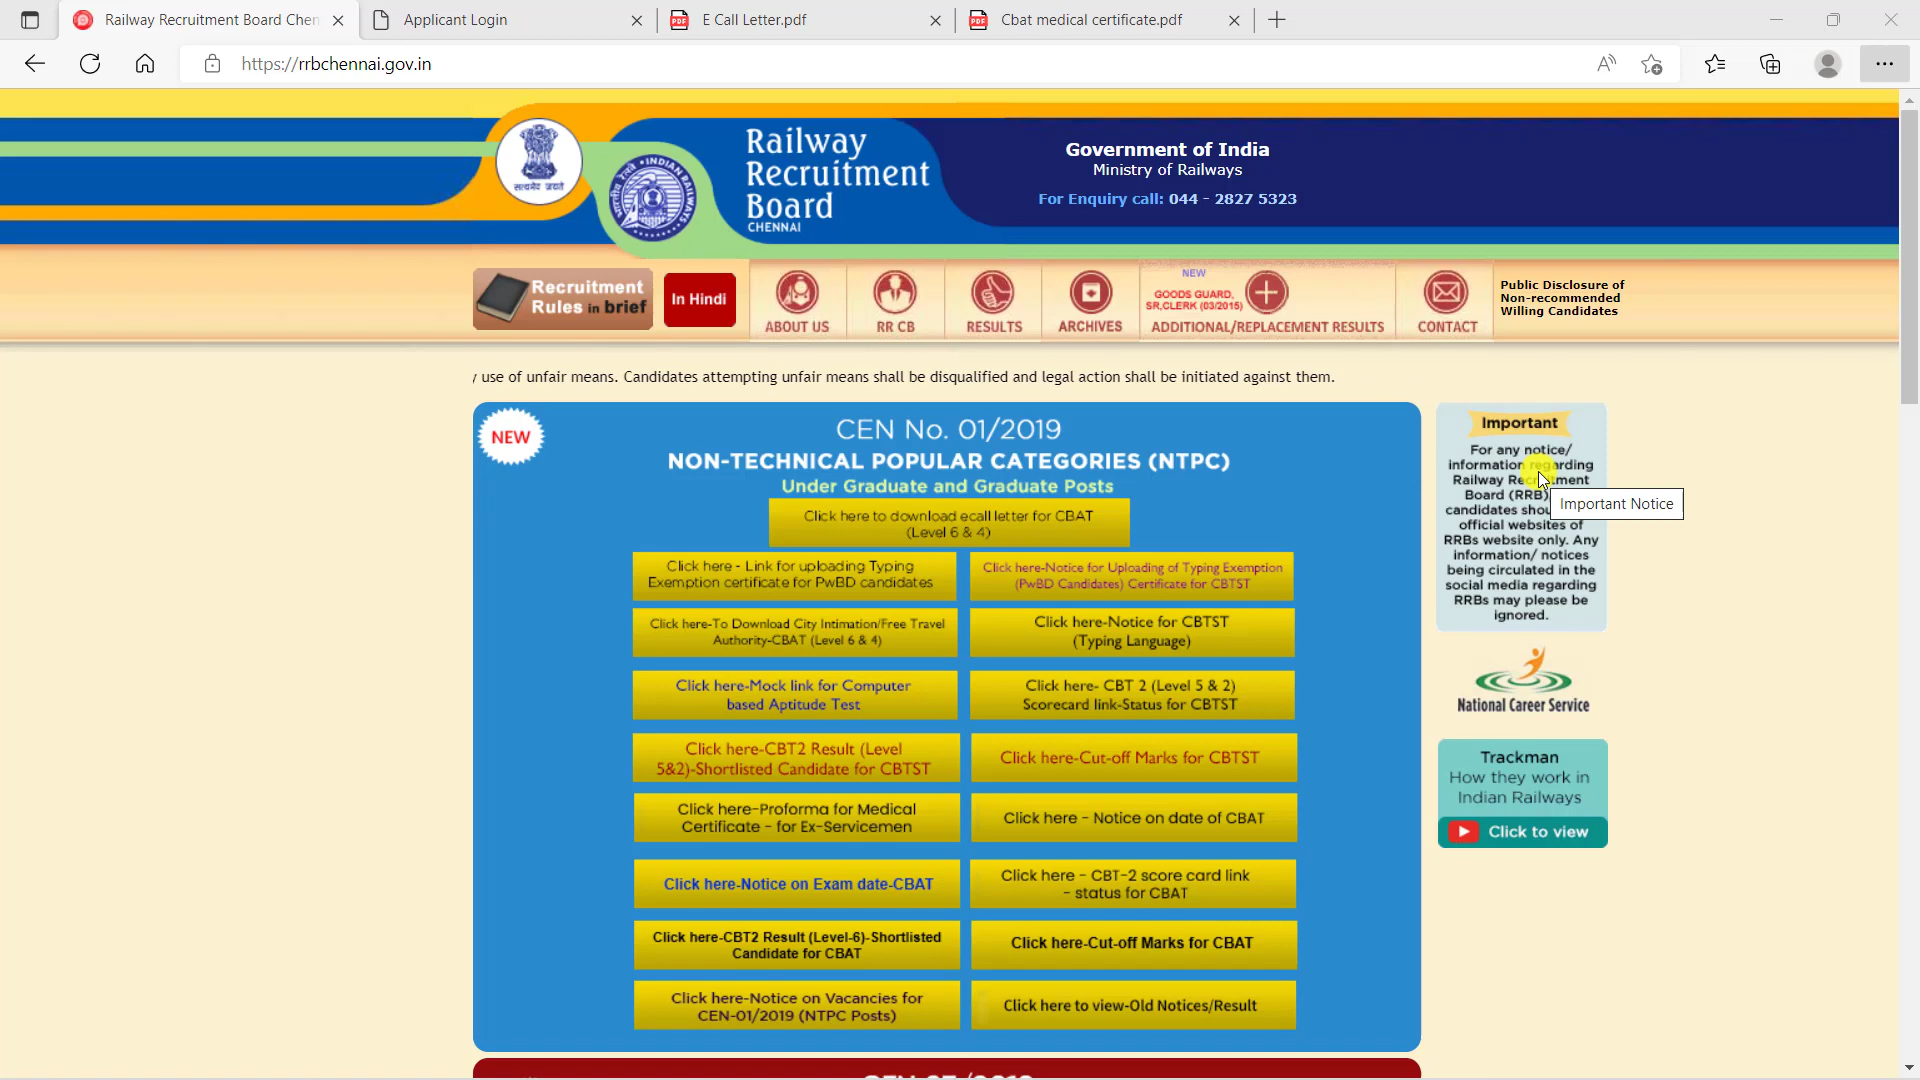 Railway Recruitment Board Chen
Applicant Login
E Call Letter.pdf
Cbat medical certificate.pdf
https://rrbchennai.gov.in
सत्यमेव जयते
INDIAN RAILWAYS
Railway
Recruitment
Board
CHENNAI
Government of India
Ministry of Railways
For Enquiry call: 044 - 2827 5323
Recruitment
Rules in brief
In Hindi
ABOUT US
RR CB
RESULTS
ARCHIVES
NEW
GOODS GUARD,
SR,CLERK (03/2015)
ADDITIONAL/REPLACEMENT RESULTS
CONTACT
Public Disclosure of
Non-recommended
Willing Candidates
use of unfair means. Candidates attempting unfair means shall be disqualified and legal action shall be initiated against them.
NEW
CEN No. 01/2019
NON-TECHNICAL POPULAR CATEGORIES (NTPC)
Under Graduate and Graduate Posts
Click here to download ecall letter for CBAT
(Level 6 & 4)
Click here - Link for uploading Typing
Exemption certificate for PwBD candidates
Click here-Notice for Uploading of Typing Exemption
(PwBD Candidates) Certificate for CBTST
Click here-To Download City Intimation/Free Travel
Authority-CBAT (Level 6 & 4)
Click here-Notice for CBTST
(Typing Language)
Click here-Mock link for Computer
based Aptitude Test
Click here- CBT 2 (Level 5 & 2)
Scorecard link-Status for CBTST
Click here-CBT2 Result (Level
5&2)-Shortlisted Candidate for CBTST
Click here-Cut-off Marks for CBTST
Click here-Proforma for Medical
Certificate - for Ex-Servicemen
Click here - Notice on date of CBAT
Click here-Notice on Exam date-CBAT
Click here - CBT-2 score card link
- status for CBAT
Click here-CBT2 Result (Level-6)-Shortlisted
Candidate for CBAT
Click here-Cut-off Marks for CBAT
Click here-Notice on Vacancies for
CEN-01/2019 (NTPC Posts)
Click here to view-Old Notices/Result
Important
For any notice/
information regarding
Railway Recruitment
Board (RRB)
candidates
official websites of
RRBs website only. Any
information/ notices
being circulated in the
social media regarding
RRBs may please be
ignored.
Important Notice
National Career Service
Trackman
How they work in
Indian Railways
Click to view